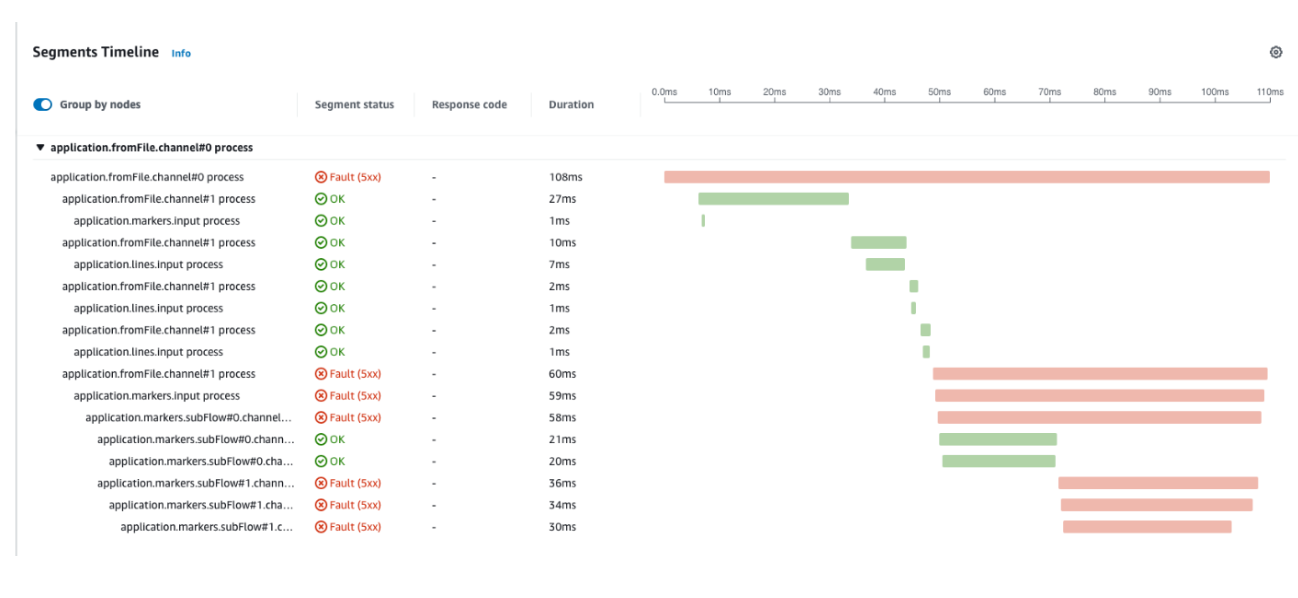 Segments Timeline Info
Group by nodes Segment status Response code Duration 0.0ms 10ms 20ms 30ms 40ms 50ms 60ms 70ms 80ms 90ms 100ms 110ms
▼ application.fromFile.channel#0 process
application.fromFile.channel#0 process Fault (5xx) - 108ms
application.fromFile.channel#1 process OK - 27ms
application.markers.input process OK - 1ms
application.fromFile.channel#1 process OK - 10ms
application.lines.input process OK - 7ms
application.fromFile.channel#1 process OK - 2ms
application.lines.input process OK - 1ms
application.fromFile.channel#1 process OK - 2ms
application.lines.input process OK - 1ms
application.fromFile.channel#1 process Fault (5xx) - 60ms
application.markers.input process Fault (5xx) - 59ms
application.markers.subFlow#0.channel... Fault (5xx) - 58ms
application.markers.subFlow#0.chann... OK - 21ms
application.markers.subFlow#0.cha... OK - 20ms
application.markers.subFlow#1.chann... Fault (5xx) - 36ms
application.markers.subFlow#1.cha... Fault (5xx) - 34ms
application.markers.subFlow#1.c... Fault (5xx) - 30ms